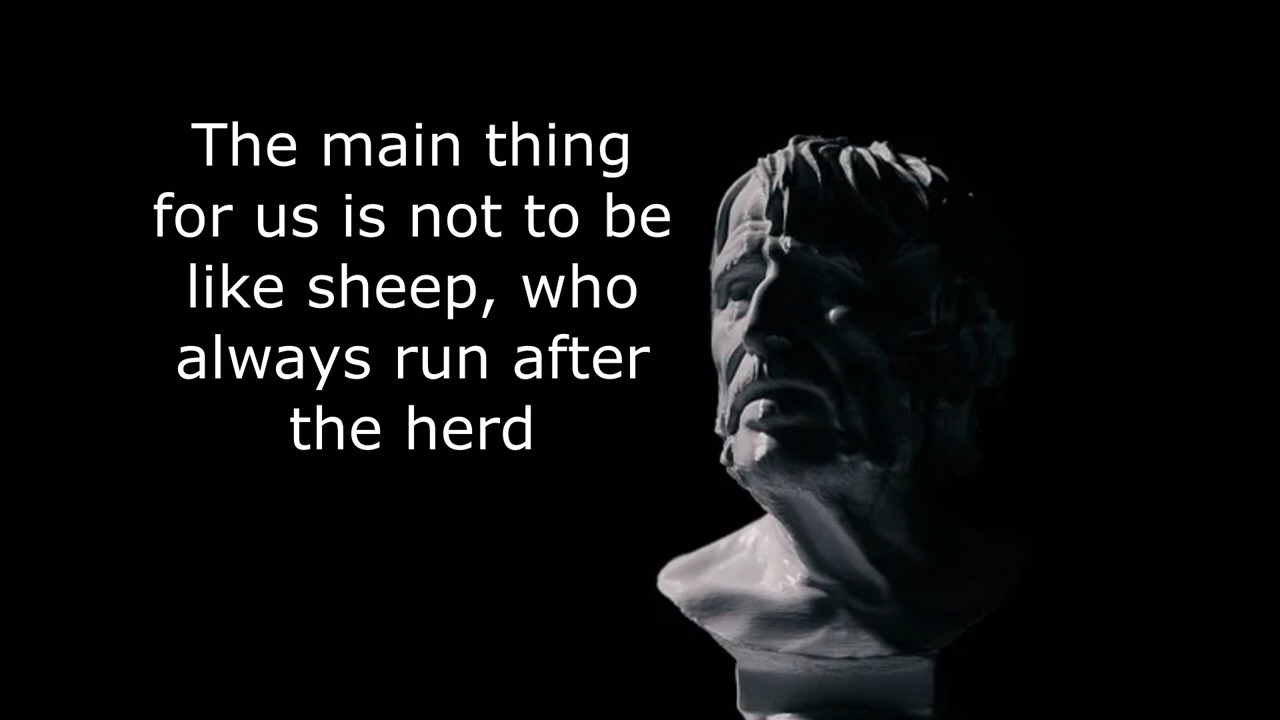 The main thing
for us is not to be
like sheep, who
always run after
the herd